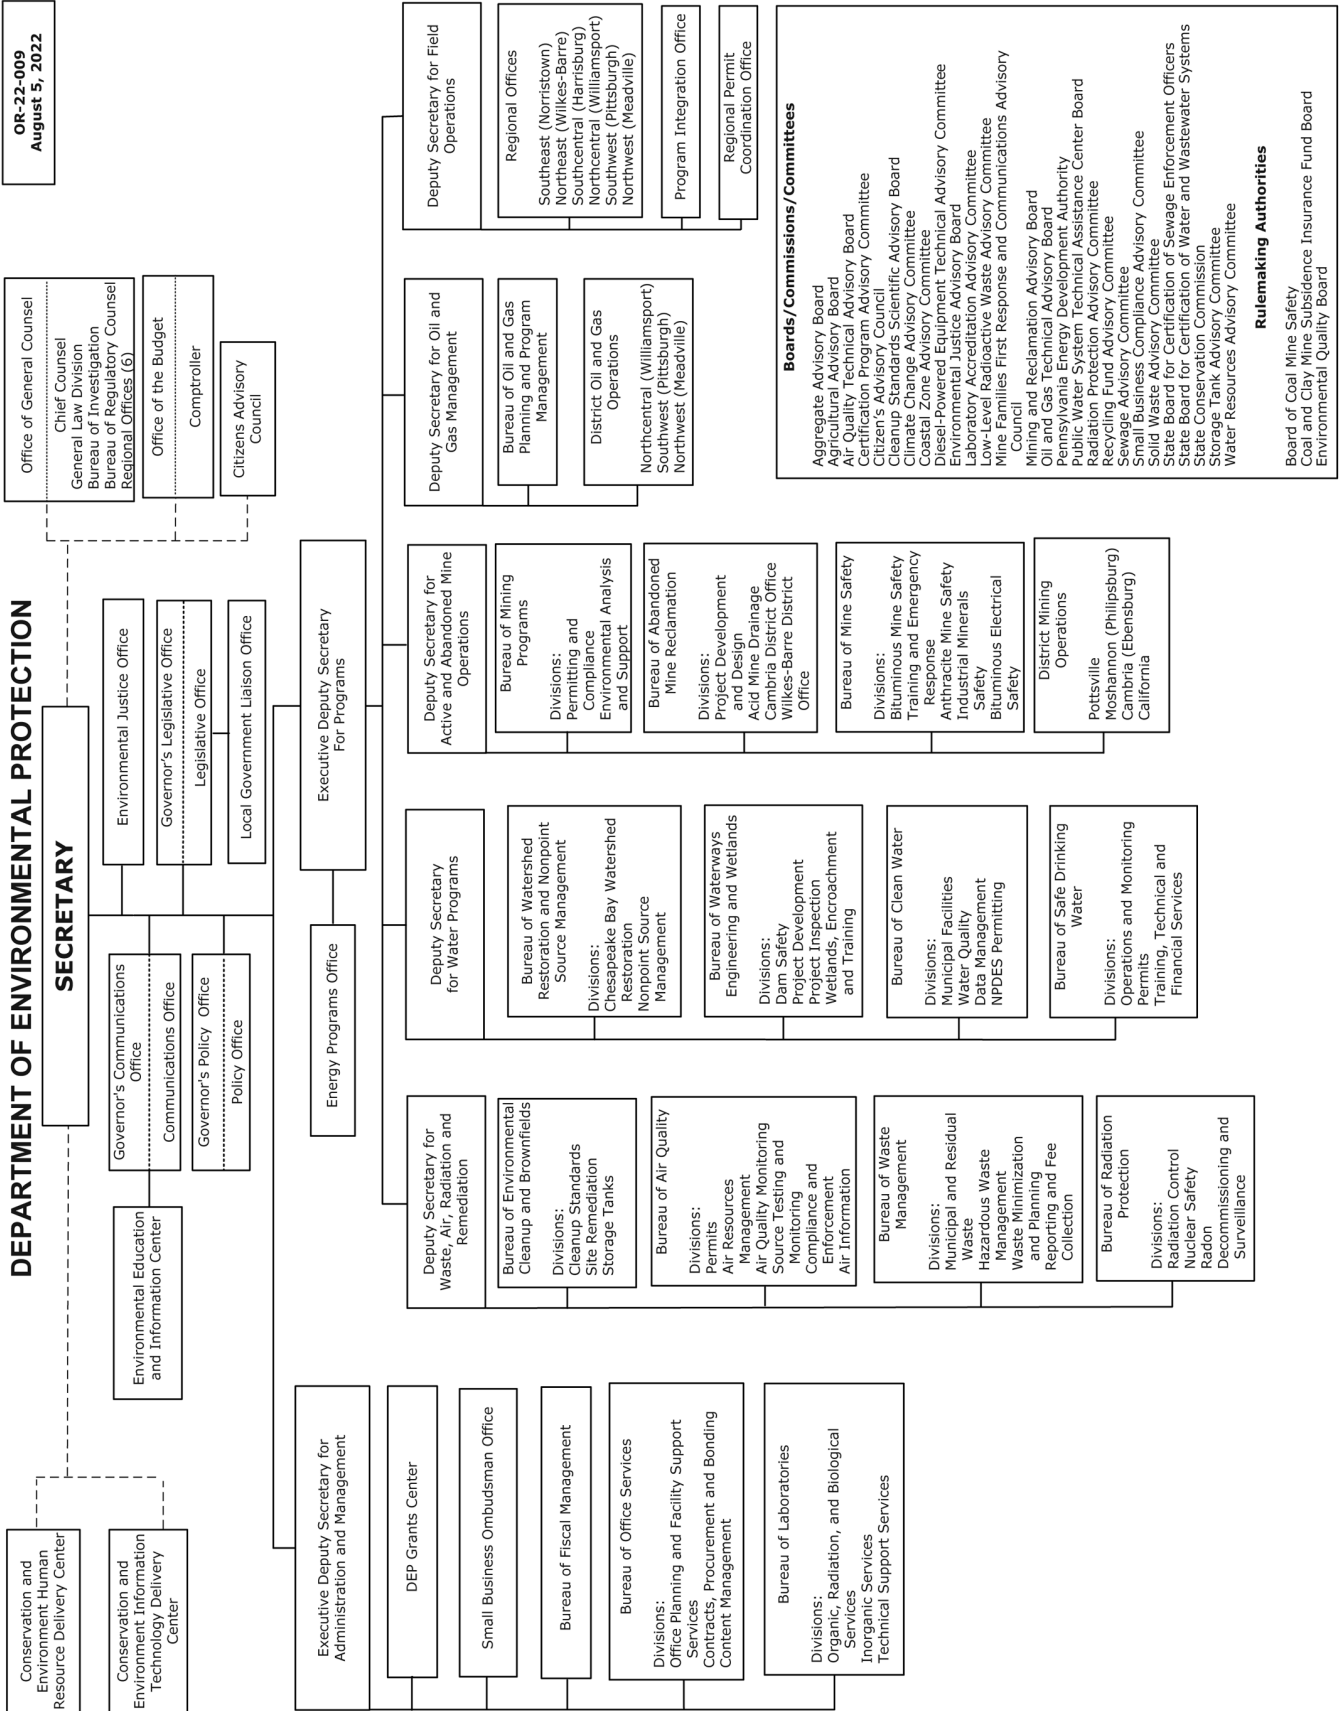 OR-22-009
August 5, 2022
DEPARTMENT OF ENVIRONMENTAL PROTECTION
SECRETARY
Conservation and
Environment Human
Resource Delivery Center
Conservation and
Environment Information
Technology Delivery
Center
Office of General Counsel
Chief Counsel
General Law Division
Bureau of Investigation
Bureau of Regulatory Counsel
Regional Offices (6)
Office of the Budget
Comptroller
Citizens Advisory
Council
Environmental Education
and Information Center
Governor's Communications
Office
Communications Office
Governor's Policy Office
Policy Office
Environmental Justice Office
Governor's Legislative Office
Legislative Office
Local Government Liaison Office
Executive Deputy Secretary for
Administration and Management
DEP Grants Center
Small Business Ombudsman Office
Bureau of Fiscal Management
Bureau of Office Services
Divisions:
Office Planning and Facility Support
Services
Contracts, Procurement and Bonding
Content Management
Bureau of Laboratories
Divisions:
Organic, Radiation, and Biological
Services
Inorganic Services
Technical Support Services
Energy Programs Office
Executive Deputy Secretary
For Programs
Deputy Secretary for
Waste, Air, Radiation and
Remediation
Bureau of Environmental
Cleanup and Brownfields
Divisions:
Cleanup Standards
Site Remediation
Storage Tanks
Bureau of Air Quality
Divisions:
Permits
Air Resources
Management
Air Quality Monitoring
Source Testing and
Monitoring
Compliance and
Enforcement
Air Information
Bureau of Waste
Management
Divisions:
Municipal and Residual
Waste
Hazardous Waste
Management
Waste Minimization
and Planning
Reporting and Fee
Collection
Bureau of Radiation
Protection
Divisions:
Radiation Control
Nuclear Safety
Radon
Decommissioning and
Surveillance
Deputy Secretary
for Water Programs
Bureau of Watershed
Restoration and Nonpoint
Source Management
Divisions:
Chesapeake Bay Watershed
Restoration
Nonpoint Source
Management
Bureau of Waterways
Engineering and Wetlands
Divisions:
Dam Safety
Project Development
Project Inspection
Wetlands, Encroachment
and Training
Bureau of Clean Water
Divisions:
Municipal Facilities
Water Quality
Data Management
NPDES Permitting
Bureau of Safe Drinking
Water
Divisions:
Operations and Monitoring
Permits
Training, Technical and
Financial Services
Deputy Secretary for
Active and Abandoned Mine
Operations
Bureau of Mining
Programs
Divisions:
Permitting and
Compliance
Environmental Analysis
and Support
Bureau of Abandoned
Mine Reclamation
Divisions:
Project Development
and Design
Acid Mine Drainage
Cambria District Office
Wilkes-Barre District
Office
Bureau of Mine Safety
Divisions:
Bituminous Mine Safety
Training and Emergency
Response
Anthracite Mine Safety
Industrial Minerals
Safety
Bituminous Electrical
Safety
District Mining
Operations
Pottsville
Moshannon (Philipsburg)
Cambria (Ebensburg)
California
Deputy Secretary for Oil and
Gas Management
Bureau of Oil and Gas
Planning and Program
Management
District Oil and Gas
Operations
Northcentral (Williamsport)
Southwest (Pittsburgh)
Northwest (Meadville)
Deputy Secretary for Field
Operations
Regional Offices
Southeast (Norristown)
Northeast (Wilkes-Barre)
Southcentral (Harrisburg)
Northcentral (Williamsport)
Southwest (Pittsburgh)
Northwest (Meadville)
Program Integration Office
Regional Permit
Coordination Office
Boards/Commissions/Committees
Aggregate Advisory Board
Agricultural Advisory Board
Air Quality Technical Advisory Board
Certification Program Advisory Committee
Citizen's Advisory Council
Cleanup Standards Scientific Advisory Board
Climate Change Advisory Committee
Coastal Zone Advisory Committee
Diesel-Powered Equipment Technical Advisory Committee
Environmental Justice Advisory Board
Laboratory Accreditation Advisory Committee
Low-Level Radioactive Waste Advisory Committee
Mine Families First Response and Communications Advisory
Council
Mining and Reclamation Advisory Board
Oil and Gas Technical Advisory Board
Pennsylvania Energy Development Authority
Public Water System Technical Assistance Center Board
Radiation Protection Advisory Committee
Recycling Fund Advisory Committee
Sewage Advisory Committee
Small Business Compliance Advisory Committee
Solid Waste Advisory Committee
State Board for Certification of Sewage Enforcement Officers
State Board for Certification of Water and Wastewater Systems
State Conservation Commission
Storage Tank Advisory Committee
Water Resources Advisory Committee
Rulemaking Authorities
Board of Coal Mine Safety
Coal and Clay Mine Subsidence Insurance Fund Board
Environmental Quality Board